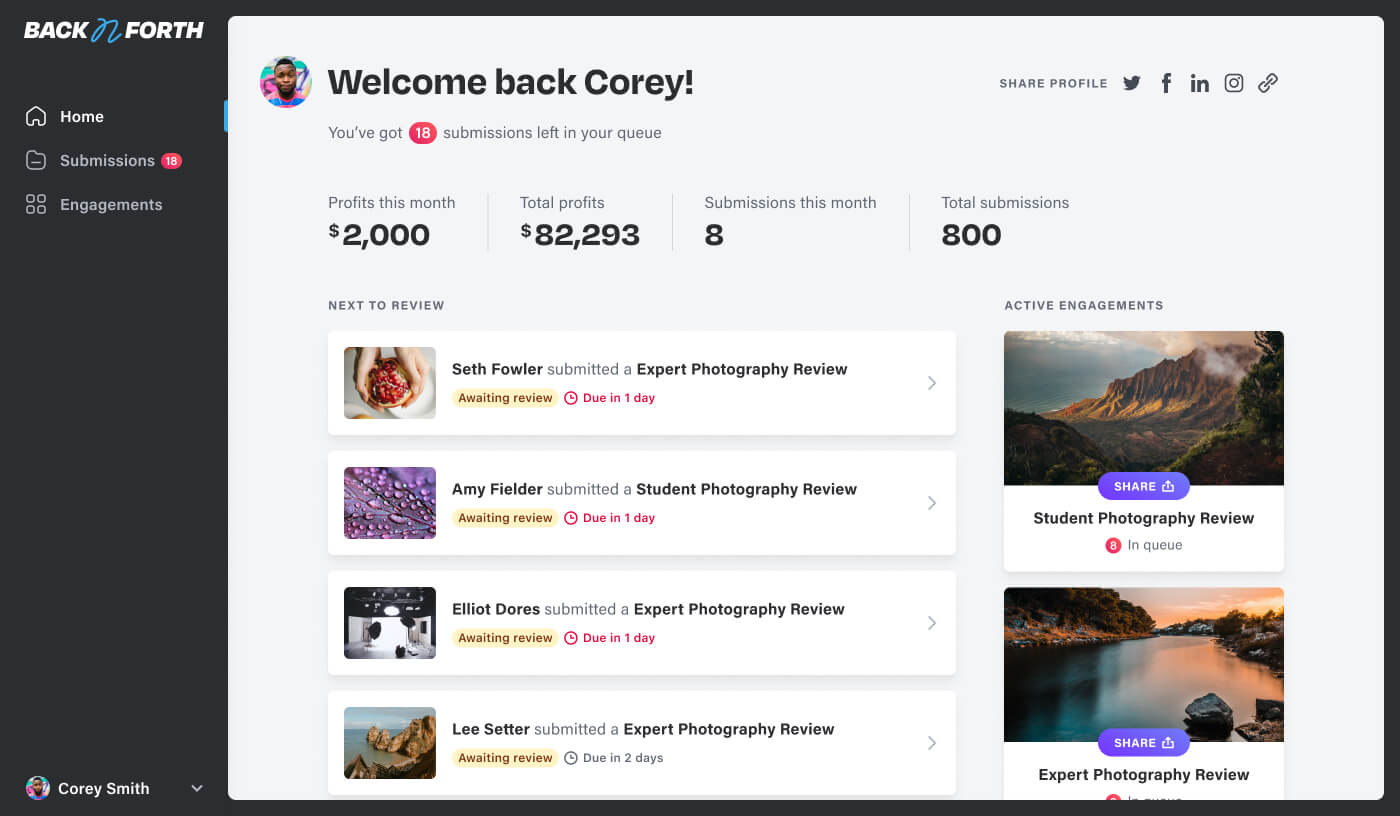 BACK FORTH
Home
Submissions 18
Engagements
Corey Smith
Welcome back Corey!
SHARE PROFILE
You’ve got 18 submissions left in your queue
Profits this month
$2,000
Total profits
$82,293
Submissions this month
8
Total submissions
800
NEXT TO REVIEW
Seth Fowler submitted a Expert Photography Review
Awaiting review Due in 1 day
Amy Fielder submitted a Student Photography Review
Awaiting review Due in 1 day
Elliot Dores submitted a Expert Photography Review
Awaiting review Due in 1 day
Lee Setter submitted a Expert Photography Review
Awaiting review Due in 2 days
ACTIVE ENGAGEMENTS
SHARE
Student Photography Review
8 In queue
SHARE
Expert Photography Review
In queue